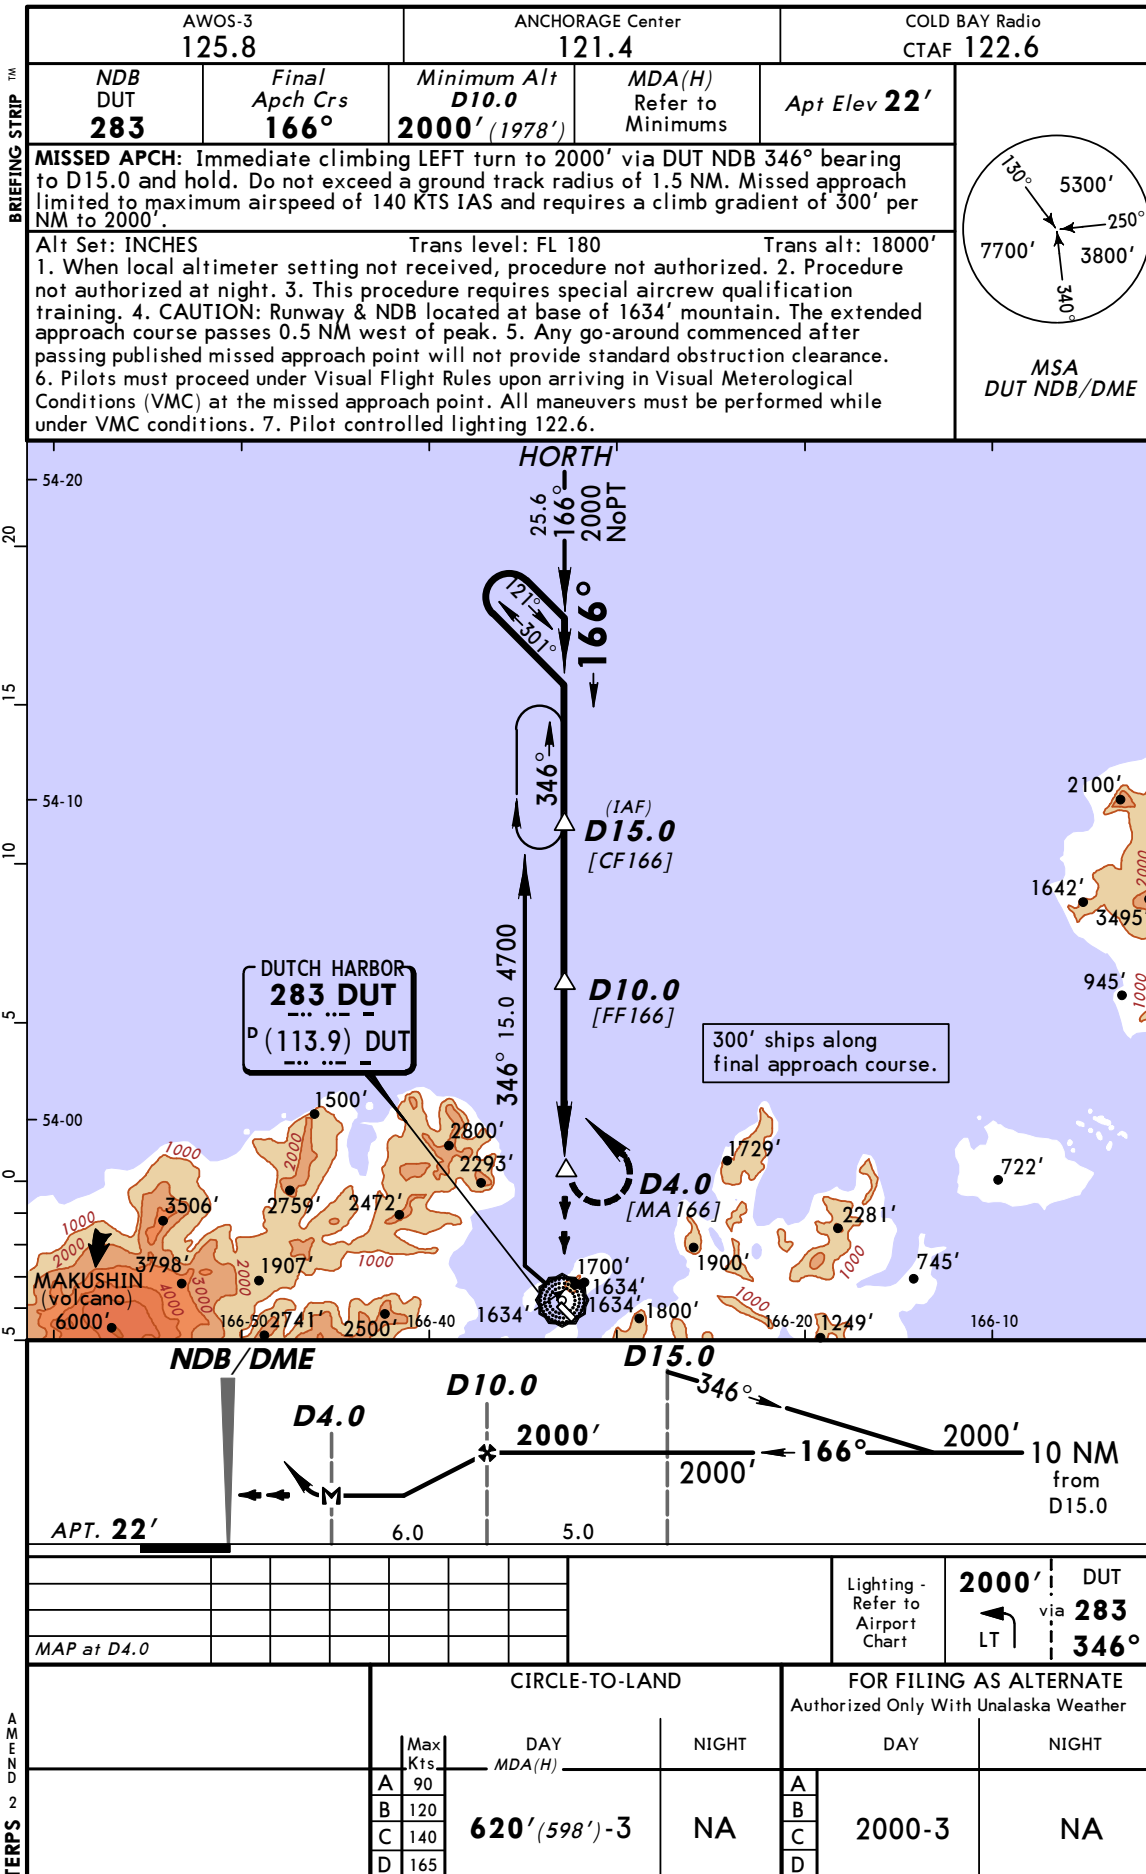 AWOS-3
125.8
ANCHORAGE Center
121.4
COLD BAY Radio
CTAF 122.6
BRIEFING STRIP ™
NDB
DUT
283
Final
Apch Crs
166°
Minimum Alt
D10.0
2000' (1978')
MDA(H)
Refer to
Minimums
Apt Elev 22'
MISSED APCH: Immediate climbing LEFT turn to 2000' via DUT NDB 346° bearing
to D15.0 and hold. Do not exceed a ground track radius of 1.5 NM. Missed approach
limited to maximum airspeed of 140 KTS IAS and requires a climb gradient of 300' per
NM to 2000'.
Alt Set: INCHES Trans level: FL 180 Trans alt: 18000'
1. When local altimeter setting not received, procedure not authorized. 2. Procedure
not authorized at night. 3. This procedure requires special aircrew qualification
training. 4. CAUTION: Runway & NDB located at base of 1634' mountain. The extended
approach course passes 0.5 NM west of peak. 5. Any go-around commenced after
passing published missed approach point will not provide standard obstruction clearance.
6. Pilots must proceed under Visual Flight Rules upon arriving in Visual Meterological
Conditions (VMC) at the missed approach point. All maneuvers must be performed while
under VMC conditions. 7. Pilot controlled lighting 122.6.
130°
5300'
250°
7700'
3800'
340°
MSA
DUT NDB/DME
HORTH
54-20
25.6
166°
2000
NoPT
20
121°
301°
166°
15
346°
54-10
(IAF)
D15.0
[CF166]
2100'
10
2000
1642'
3495'
346° 15.0 4700
DUTCH HARBOR
283 DUT
D (113.9) DUT
D10.0
[FF166]
945'
1000
5
300' ships along
final approach course.
1500'
54-00
2800'
1000
2000
2293'
1729'
722'
0
2759'
2472'
D4.0
[MA166]
3506'
2281'
1000
2000
3798'
1907'
1000
1900'
1000
745'
MAKUSHIN
(volcano)
4000
3000
2000
1700'
1634'
1634'
1634'
1800'
1000
6000'
166-50
2741'
2500'
166-40
166-20
1249'
166-10
5
NDB/DME
D15.0
D10.0
D4.0
346°
2000'
166°
2000'
2000'
10 NM
from
D15.0
APT. 22'
6.0
5.0
MAP at D4.0
Lighting -
Refer to
Airport
Chart
2000'
LT
via
DUT
283
346°
CIRCLE-TO-LAND
FOR FILING AS ALTERNATE
Authorized Only With Unalaska Weather
Max
Kts
DAY
MDA(H)
NIGHT
DAY
NIGHT
A 90
B 120
C 140
D 165
620' (598') -3
NA
A
B
C
D
2000-3
NA
AMEND 2
TERPS